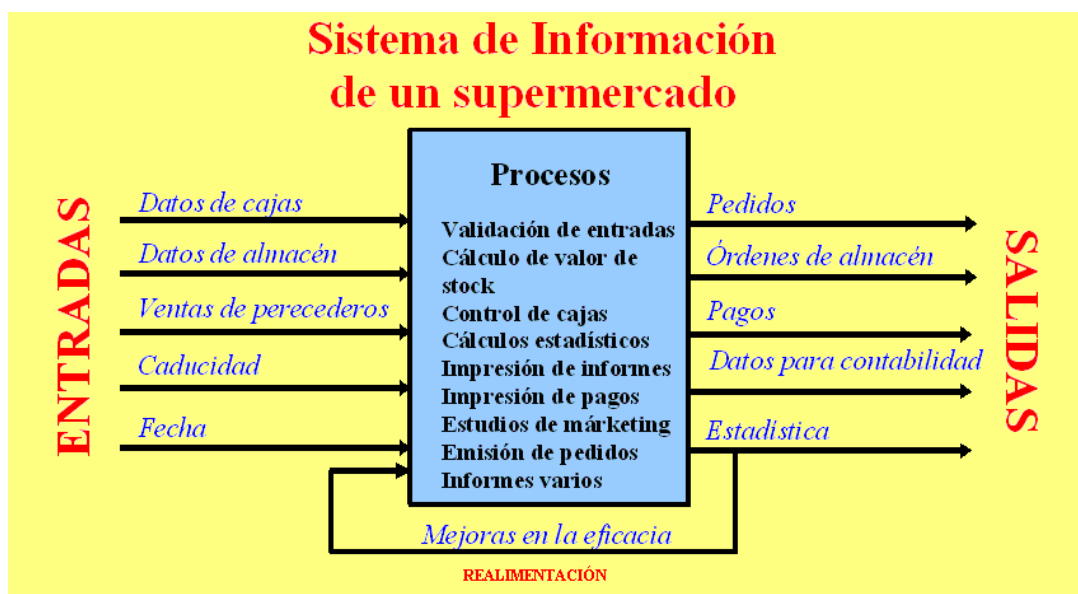 Sistema de Información
de un supermercado
ENTRADAS
Datos de cajas
Datos de almacén
Ventas de perecederos
Caducidad
Fecha
Procesos
Validación de entradas
Cálculo de valor de
stock
Control de cajas
Cálculos estadísticos
Impresión de informes
Impresión de pagos
Estudios de márketing
Emisión de pedidos
Informes varios
Pedidos
Órdenes de almacén
Pagos
Datos para contabilidad
Estadística
SALIDAS
Mejoras en la eficacia
REALIMENTACIÓN